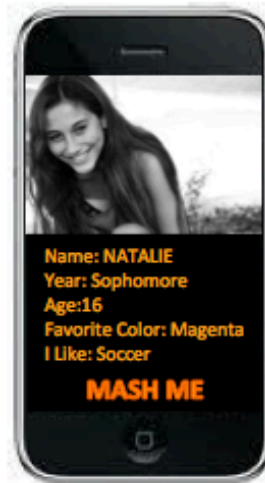 Name: NATALIE
Year: Sophomore
Age:16
Favorite Color: Magenta
I Like: Soccer
MASH ME